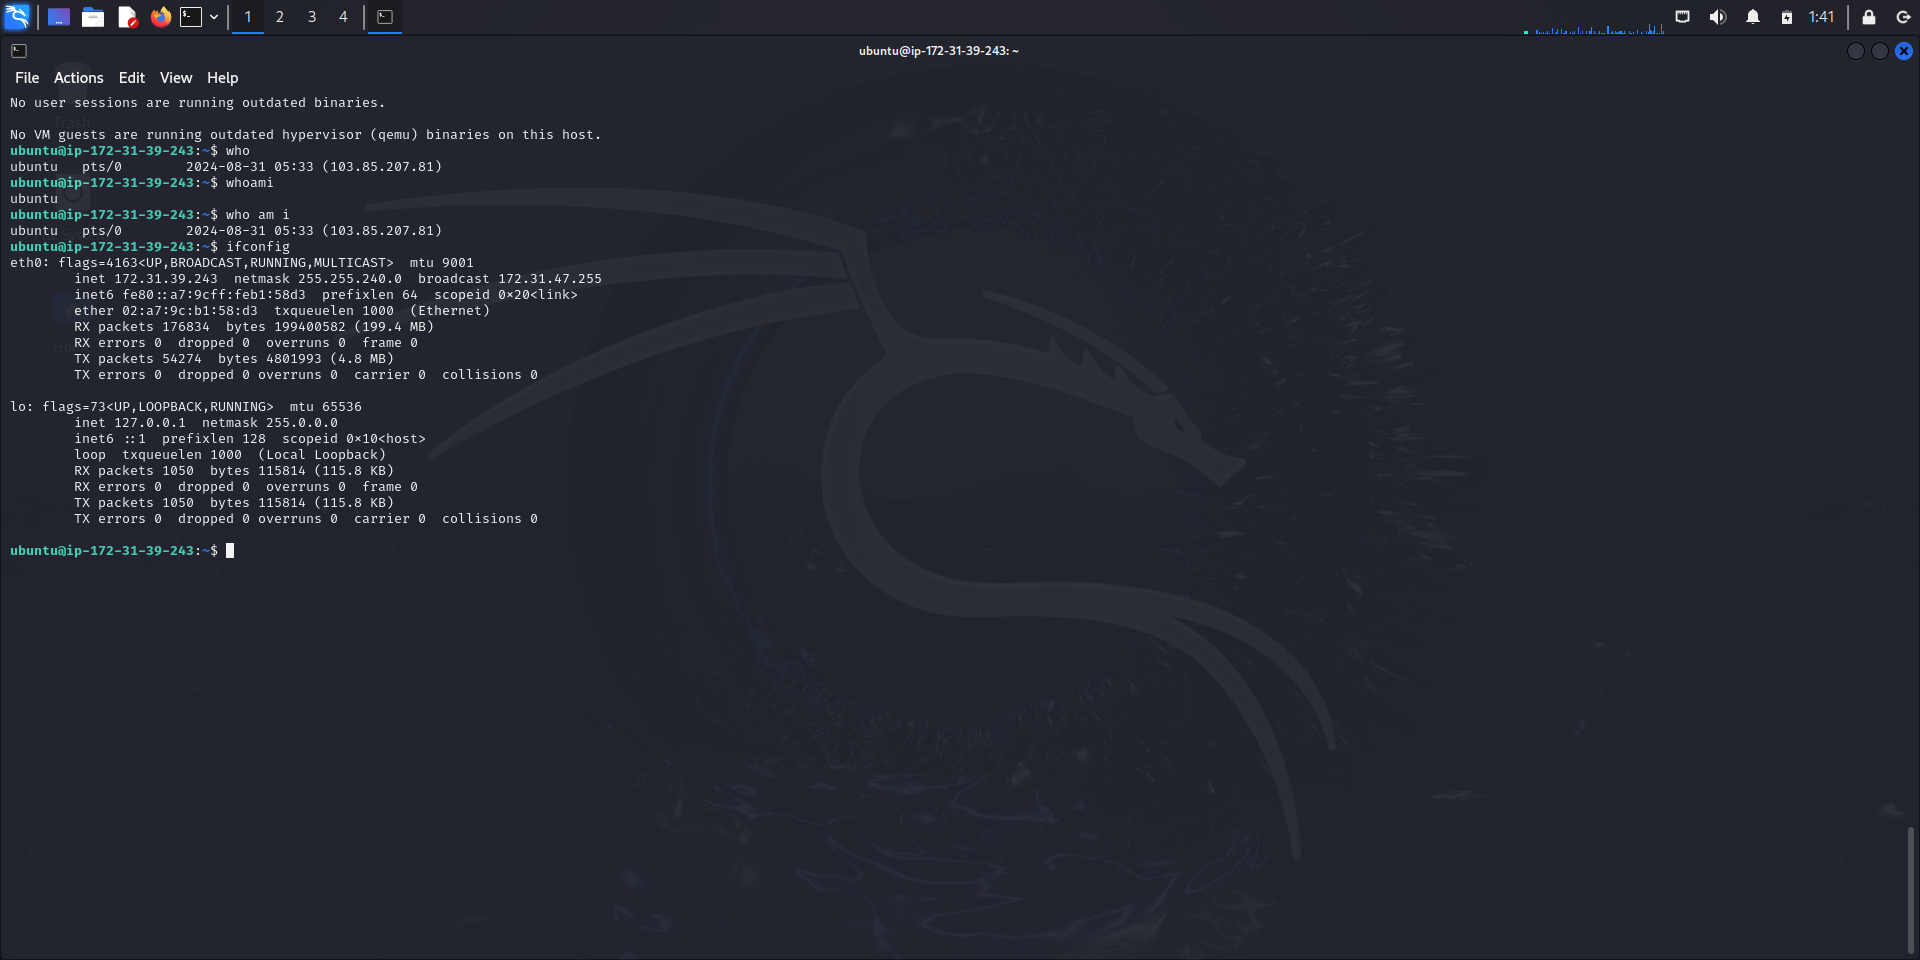 1 2 3 4 1:41
ubuntu@ip-172-31-39-243: ~
File Actions Edit View Help
No user sessions are running outdated binaries.
Trash
No VM guests are running outdated hypervisor (qemu) binaries on this host.
ubuntu@ip-172-31-39-243:~$ who
ubuntu   pts/0        2024-08-31 05:33 (103.85.207.81)
ubuntu@ip-172-31-39-243:~$ whoami
ubuntu
ubuntu@ip-172-31-39-243:~$ who am i
ubuntu   pts/0        2024-08-31 05:33 (103.85.207.81)
ubuntu@ip-172-31-39-243:~$ ifconfig
eth0: flags=4163<UP,BROADCAST,RUNNING,MULTICAST>  mtu 9001
        inet 172.31.39.243  netmask 255.255.240.0  broadcast 172.31.47.255
        inet6 fe80::a7:9cff:feb1:58d3  prefixlen 64  scopeid 0×20<link>
        ether 02:a7:9c:b1:58:d3  txqueuelen 1000  (Ethernet)
        RX packets 176834  bytes 199400582 (199.4 MB)
        RX errors 0  dropped 0  overruns 0  frame 0
        TX packets 54274  bytes 4801993 (4.8 MB)
        TX errors 0  dropped 0 overruns 0  carrier 0  collisions 0
lo: flags=73<UP,LOOPBACK,RUNNING>  mtu 65536
        inet 127.0.0.1  netmask 255.0.0.0
        inet6 ::1  prefixlen 128  scopeid 0×10<host>
        loop  txqueuelen 1000  (Local Loopback)
        RX packets 1050  bytes 115814 (115.8 KB)
        RX errors 0  dropped 0  overruns 0  frame 0
        TX packets 1050  bytes 115814 (115.8 KB)
        TX errors 0  dropped 0 overruns 0  carrier 0  collisions 0
ubuntu@ip-172-31-39-243:~$